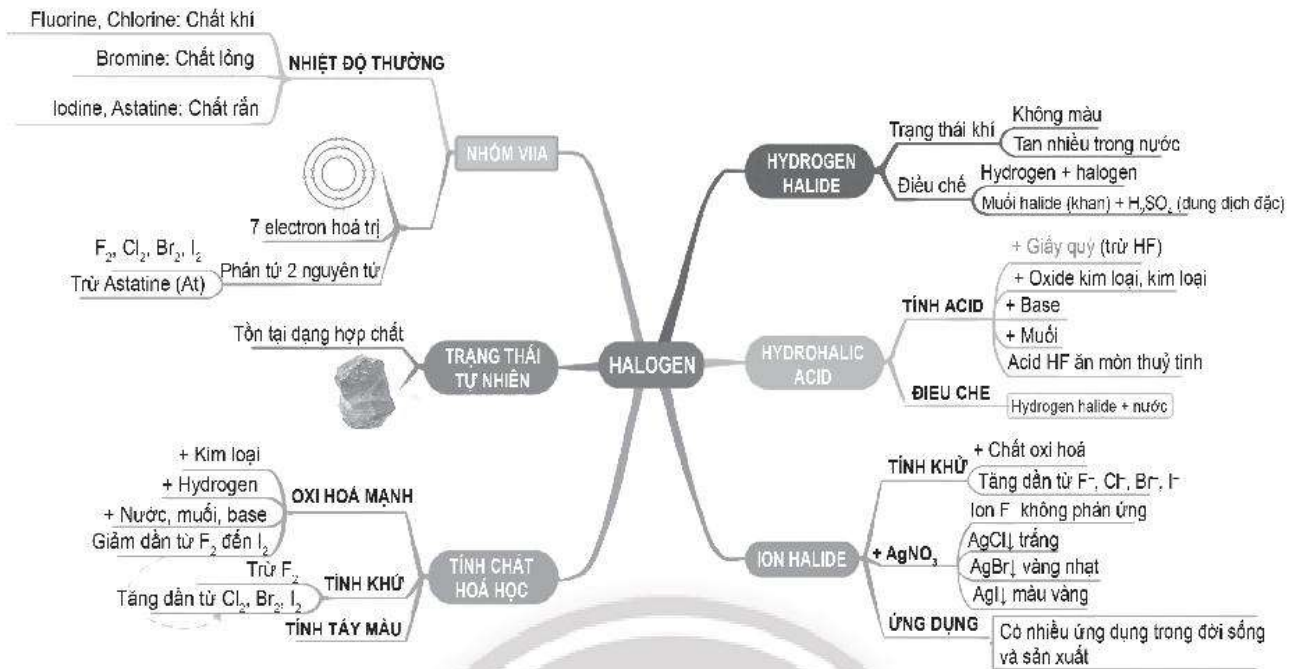 Fluorine, Chlorine: Chất khí
Bromine: Chất lỏng
Iodine, Astatine: Chất rắn
NHIỆT ĐỘ THƯỜNG
NHÓM VIIA
7 electron hoá trị
F₂, Cl₂, Br₂, I₂
Trừ Astatine (At)
Phân tử 2 nguyên tử
Tồn tại dạng hợp chất
TRẠNG THÁI
TỰ NHIÊN
+ Kim loại
+ Hydrogen
+ Nước, muối, base
Giảm dần từ F₂ đến I₂
OXI HOÁ MẠNH
Trừ F₂
Tăng dần từ Cl₂, Br₂, I₂
TÍNH KHỬ
TÍNH TẨY MÀU
TÍNH CHẤT
HOÁ HỌC
HALOGEN
HYDROGEN
HALIDE
Trạng thái khí
Không màu
Tan nhiều trong nước
Điều chế
Hydrogen + halogen
Muối halide (khan) + H₂SO₄ (dung dịch đặc)
HYDROHALIC
ACID
TÍNH ACID
+ Giấy quỳ (trừ HF)
+ Oxide kim loại, kim loại
+ Base
+ Muối
Acid HF ăn mòn thuỷ tinh
ĐIEU CHE
Hydrogen halide + nước
ION HALIDE
TÍNH KHỬ
+ Chất oxi hoá
Tăng dần từ F⁻, Cl⁻, Br⁻, I⁻
+ AgNO₃
Ion F⁻ không phản ứng
AgCl↓ trắng
AgBr↓ vàng nhạt
AgI↓ màu vàng
ỨNG DỤNG
Có nhiều ứng dụng trong đời sống
và sản xuất